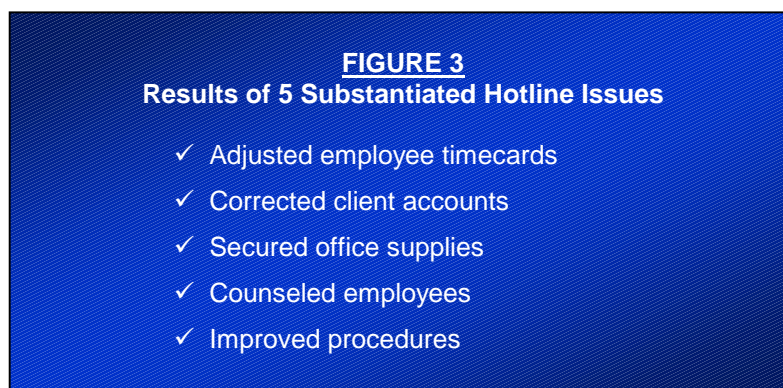 FIGURE 3
Results of 5 Substantiated Hotline Issues
✓ Adjusted employee timecards
✓ Corrected client accounts
✓ Secured office supplies
✓ Counseled employees
✓ Improved procedures